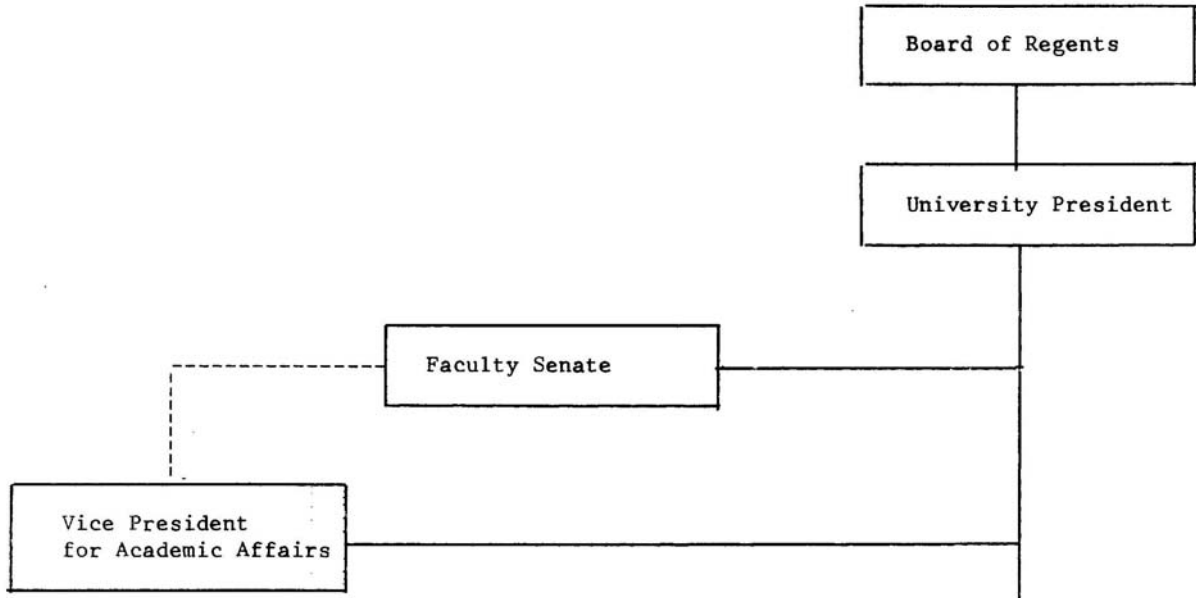 Board of Regents
University President
Faculty Senate
Vice President
for Academic Affairs